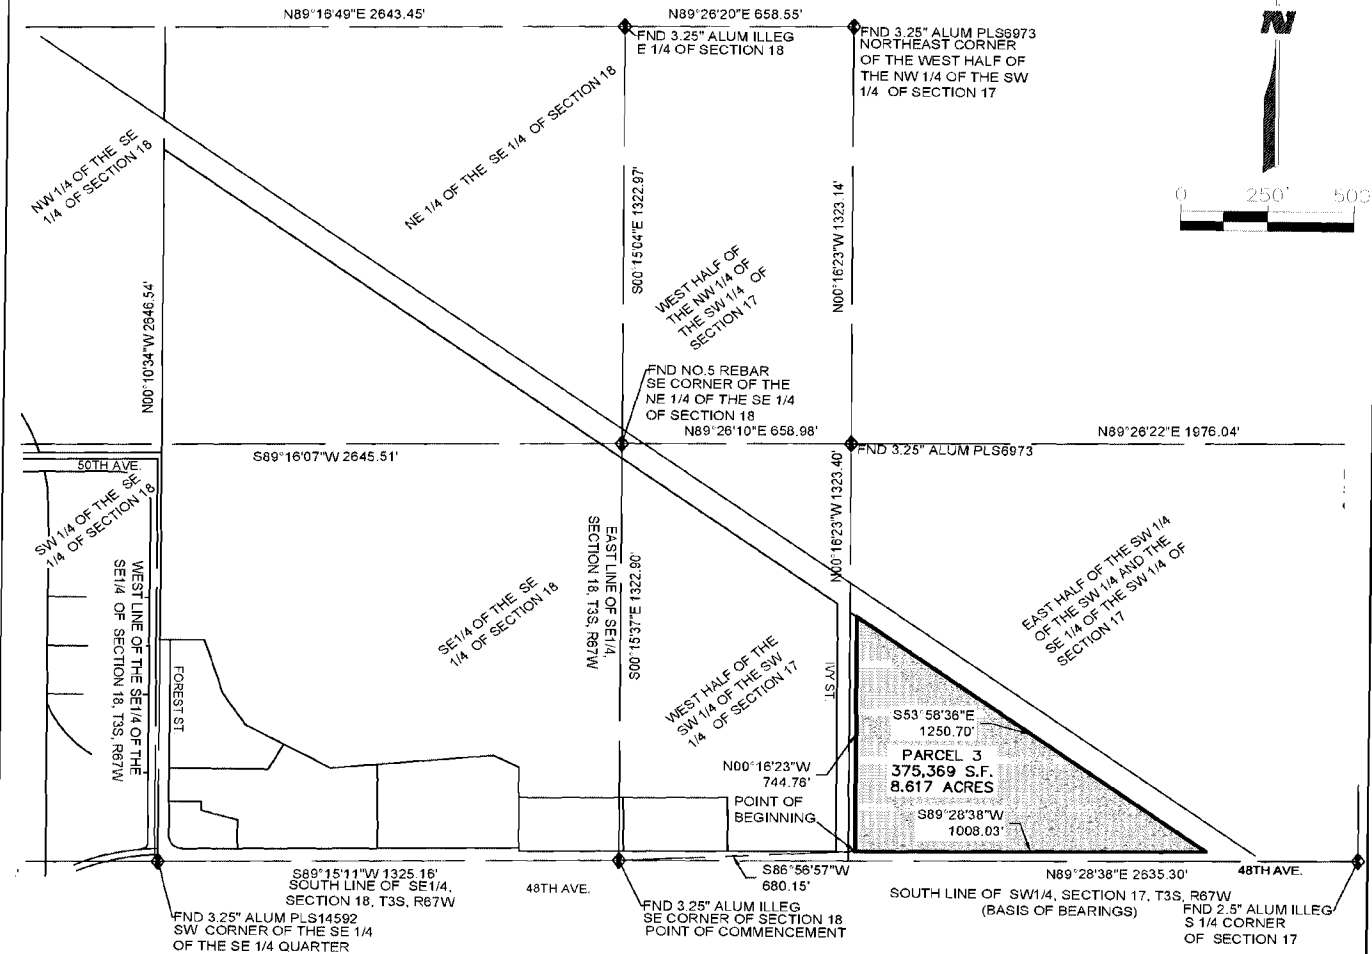 N89°16'49"E 2643.45'
N89°26'20"E 658.55'
FND 3.25" ALUM ILLEG
E 1/4 OF SECTION 18
FND 3.25" ALUM PLS6973
NORTHEAST CORNER
OF THE WEST HALF OF
THE NW 1/4 OF THE SW
1/4 OF SECTION 17
N
0 250' 500
NW 1/4 OF THE SE
1/4 OF SECTION 18
NE 1/4 OF THE SE 1/4 OF SECTION 18
S00°15'04"E 1322.97'
N00°16'23"W 1323.14'
WEST HALF OF
THE NW 1/4 OF
THE SW 1/4 OF
SECTION 17
N00°10'34"W 2646.54'
FND NO.5 REBAR
SE CORNER OF THE
NE 1/4 OF THE SE 1/4
OF SECTION 18
N89°26'10"E 658.98'
N89°26'22"E 1976.04'
S89°16'07"W 2645.51'
FND 3.25" ALUM PLS6973
50TH AVE.
SW 1/4 OF THE SE
1/4 OF SECTION 18
WEST LINE OF THE SE1/4 OF THE
SE1/4 OF SECTION 18, T3S, R67W
EAST LINE OF SE1/4,
SECTION 18, T3S, R67W
S00°15'37"E 1322.90'
N00°16'23"W 1323.40'
SE1/4 OF THE SE
1/4 OF SECTION 18
EAST HALF OF THE SW 1/4
OF THE SW 1/4 AND THE
SE 1/4 OF THE SW 1/4 OF
SECTION 17
WEST HALF OF THE
SW 1/4 OF THE SW
1/4 OF SECTION 17
IVY ST.
FOREST ST.
S53°58'36"E
1250.70'
PARCEL 3
375,369 S.F.
8.617 ACRES
N00°16'23"W
744.76'
POINT OF
BEGINNING
S89°28'38"W
1008.03'
S89°15'11"W 1325.16'
SOUTH LINE OF SE1/4,
SECTION 18, T3S, R67W
48TH AVE.
S86°56'57"W
680.15'
N89°28'38"E 2635.30'
48TH AVE.
SOUTH LINE OF SW1/4, SECTION 17, T3S, R67W
(BASIS OF BEARINGS)
FND 3.25" ALUM PLS14592
SW CORNER OF THE SE 1/4
OF THE SE 1/4 QUARTER
FND 3.25" ALUM ILLEG
SE CORNER OF SECTION 18
POINT OF COMMENCEMENT
FND 2.5" ALUM ILLEG
S 1/4 CORNER
OF SECTION 17